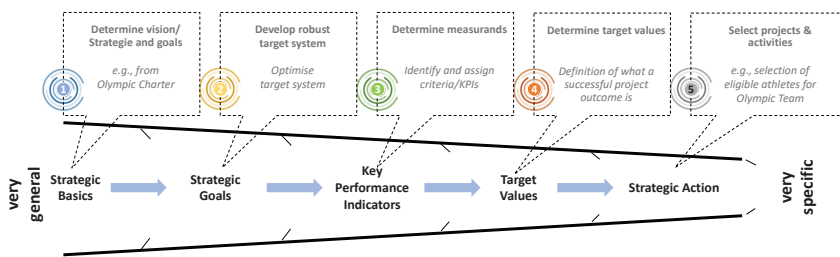 Determine vision/
Strategie and goals
e.g., from
Olympic Charter
1
Develop robust
target system
Optimise
target system
2
Determine measurands
Identify and assign
criteria/KPIs
3
Determine target values
Definition of what a
successful project
outcome is
4
Select projects &
activities
e.g., selection of
eligible athletes for
Olympic Team
5
very
general
Strategic
Basics
Strategic
Goals
Key
Performance
Indicators
Target
Values
Strategic Action
very
specific